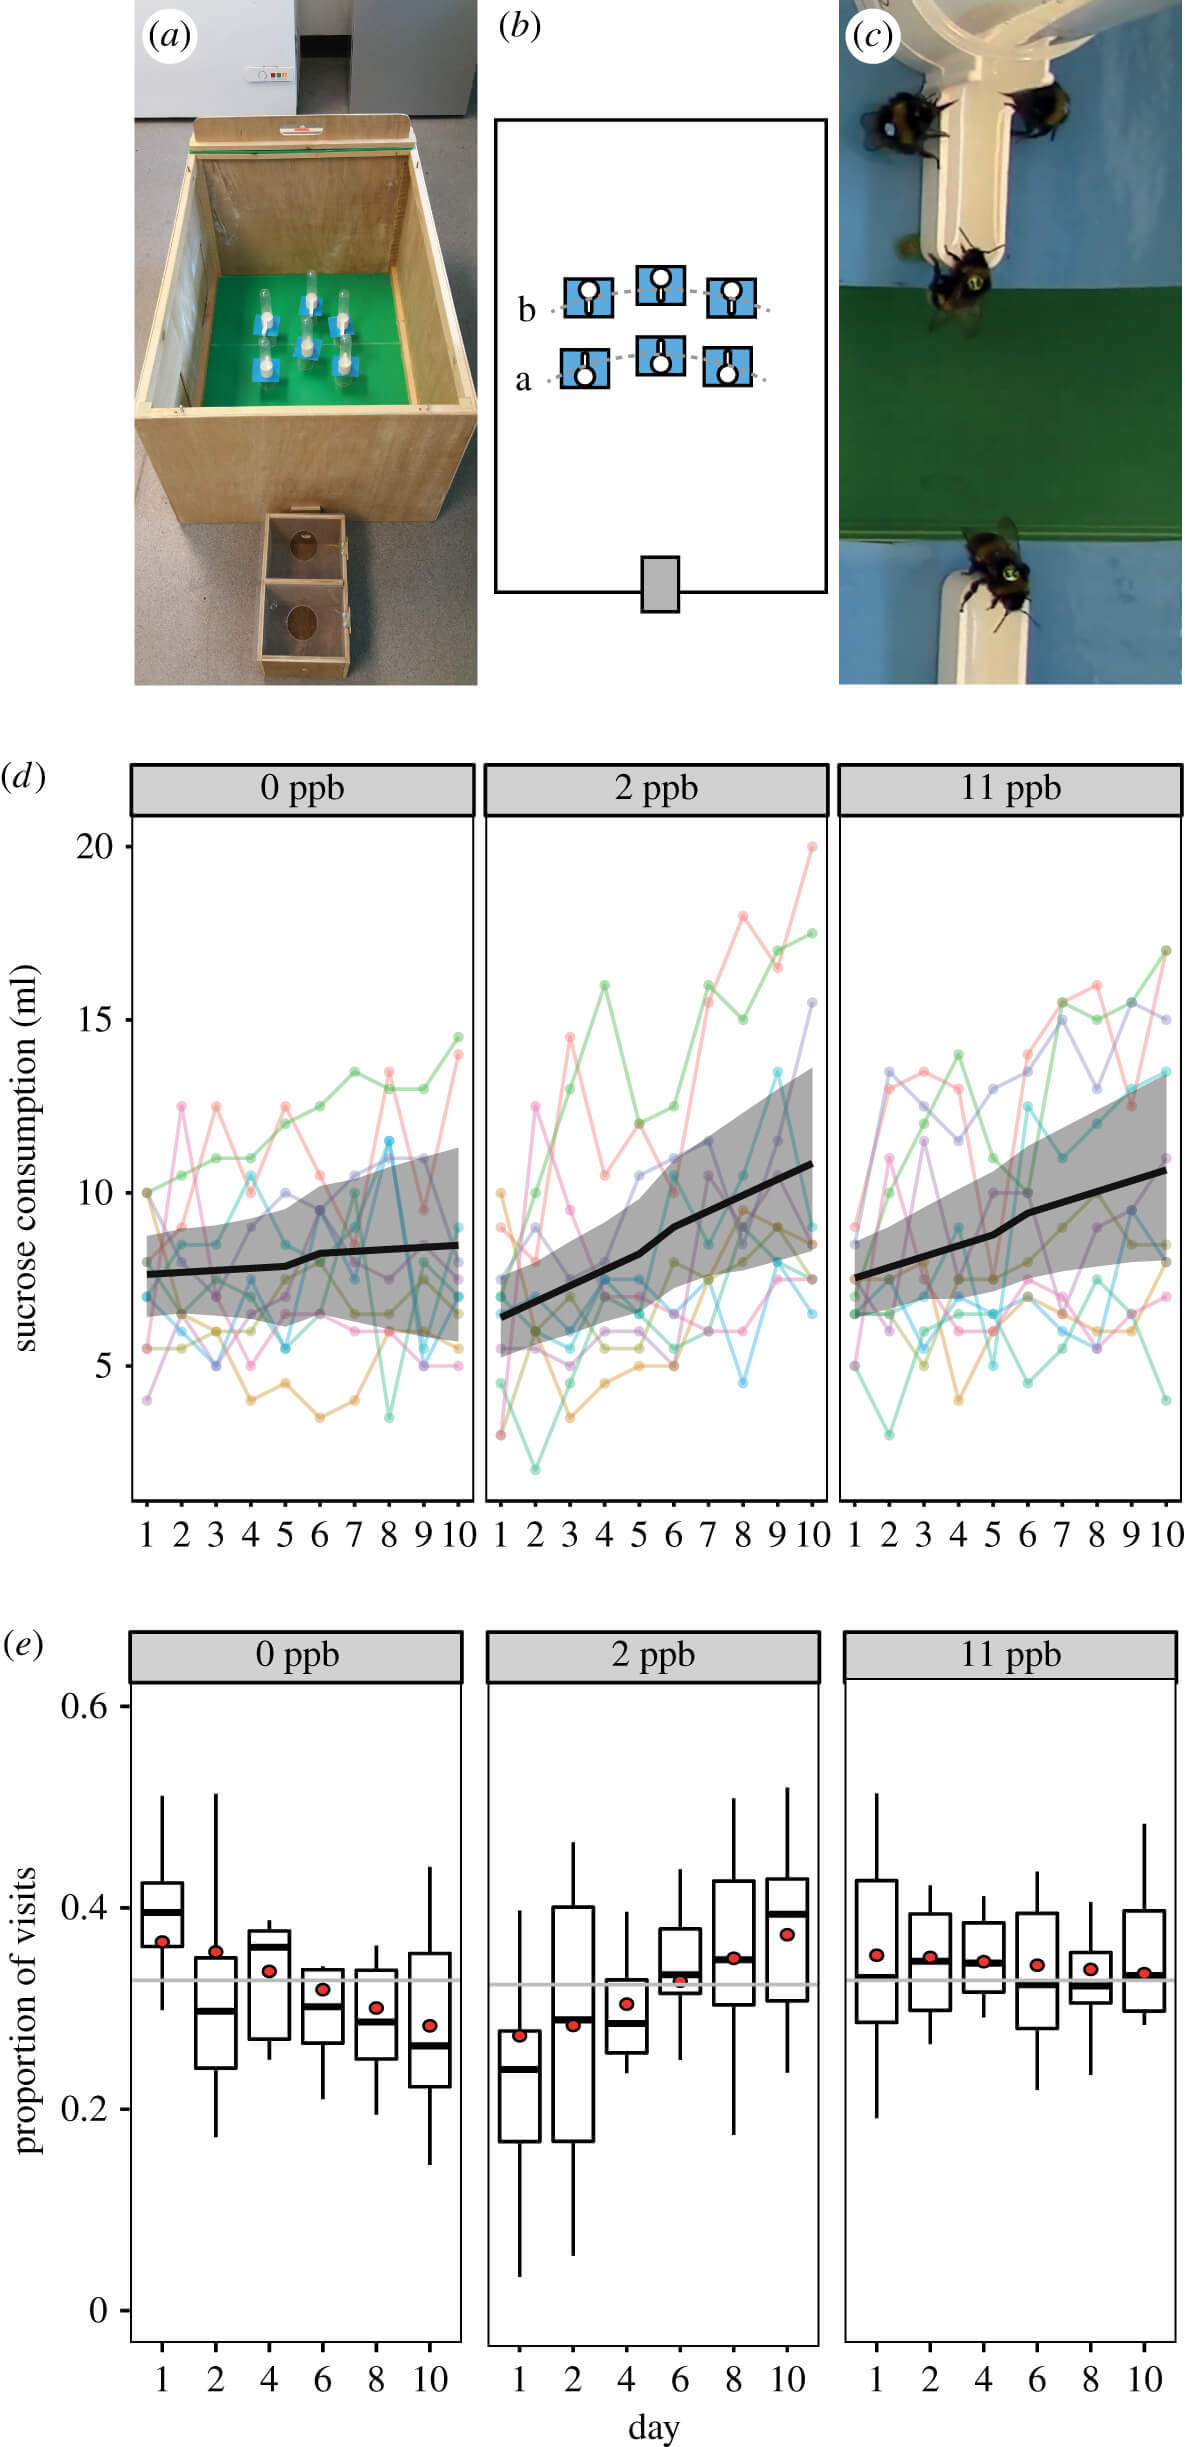 (a)
(b)
(c)
b
a
(d)
0 ppb 2 ppb 11 ppb
sucrose consumption (ml)
20
15
10
5
1 2 3 4 5 6 7 8 9 10 1 2 3 4 5 6 7 8 9 10 1 2 3 4 5 6 7 8 9 10
(e)
0 ppb 2 ppb 11 ppb
proportion of visits
0.6
0.4
0.2
0
1 2 4 6 8 10 1 2 4 6 8 10 1 2 4 6 8 10
day